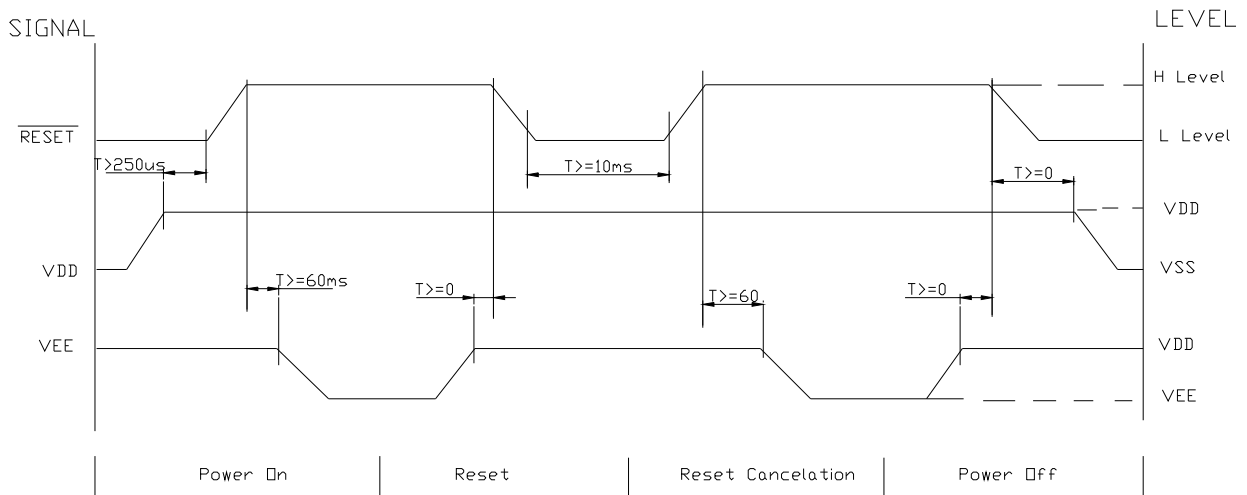 SIGNAL
LEVEL
H Level
RESET
L Level
T>250us
T>=10ms
T>=0
VDD
VDD
VSS
T>=60ms
T>=0
T>=60.
T>=0
VEE
VDD
VEE
Power On
Reset
Reset Cancelation
Power Off